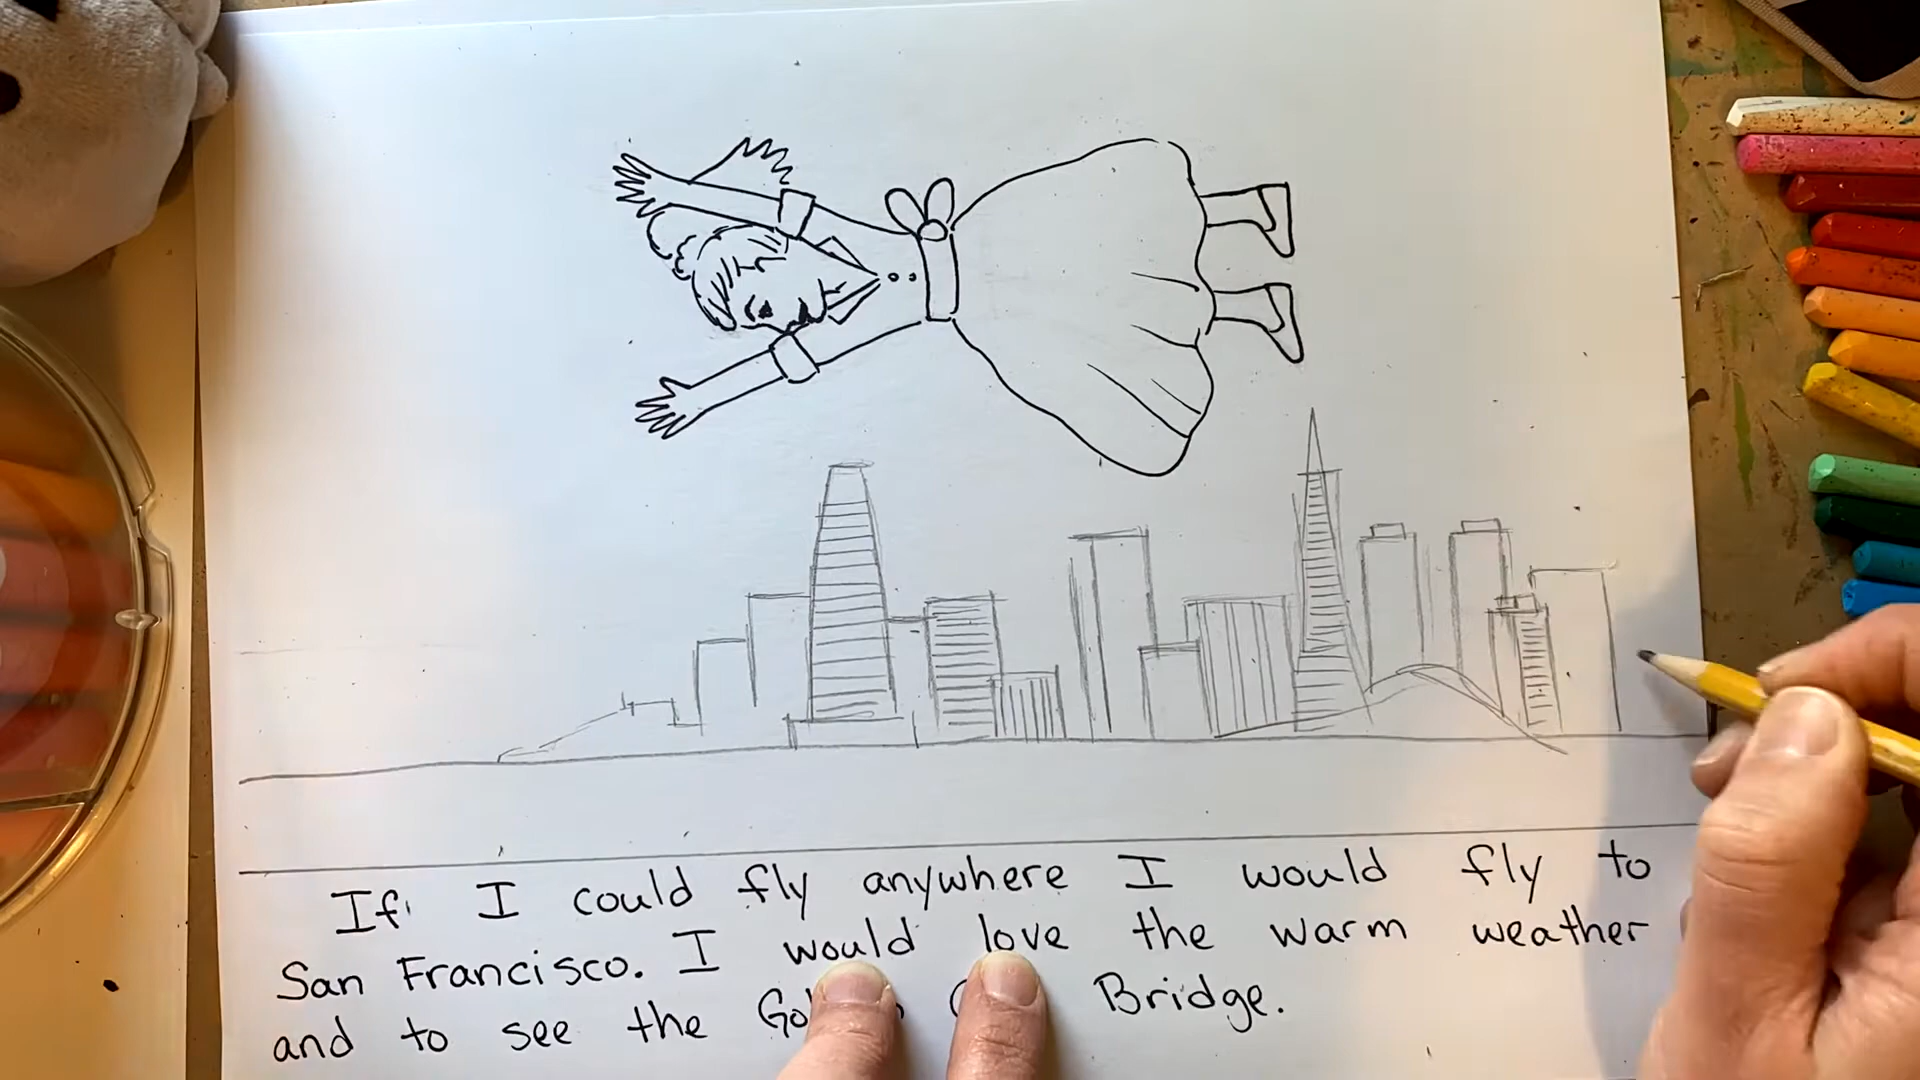 If I could fly anywhere I would fly to
San Francisco. I would love the warm weather
and to see the Bridge.